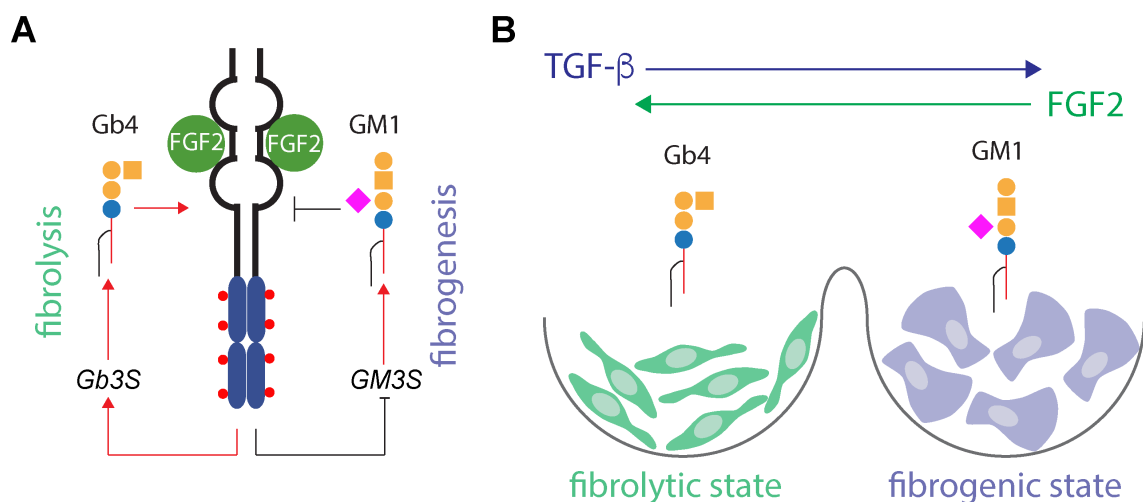 A
Gb4
FGF2
FGF2
GM1
fibrolysis
fibrogenesis
Gb3S
GM3S
B
TGF-β
FGF2
Gb4
GM1
fibrolytic state
fibrogenic state